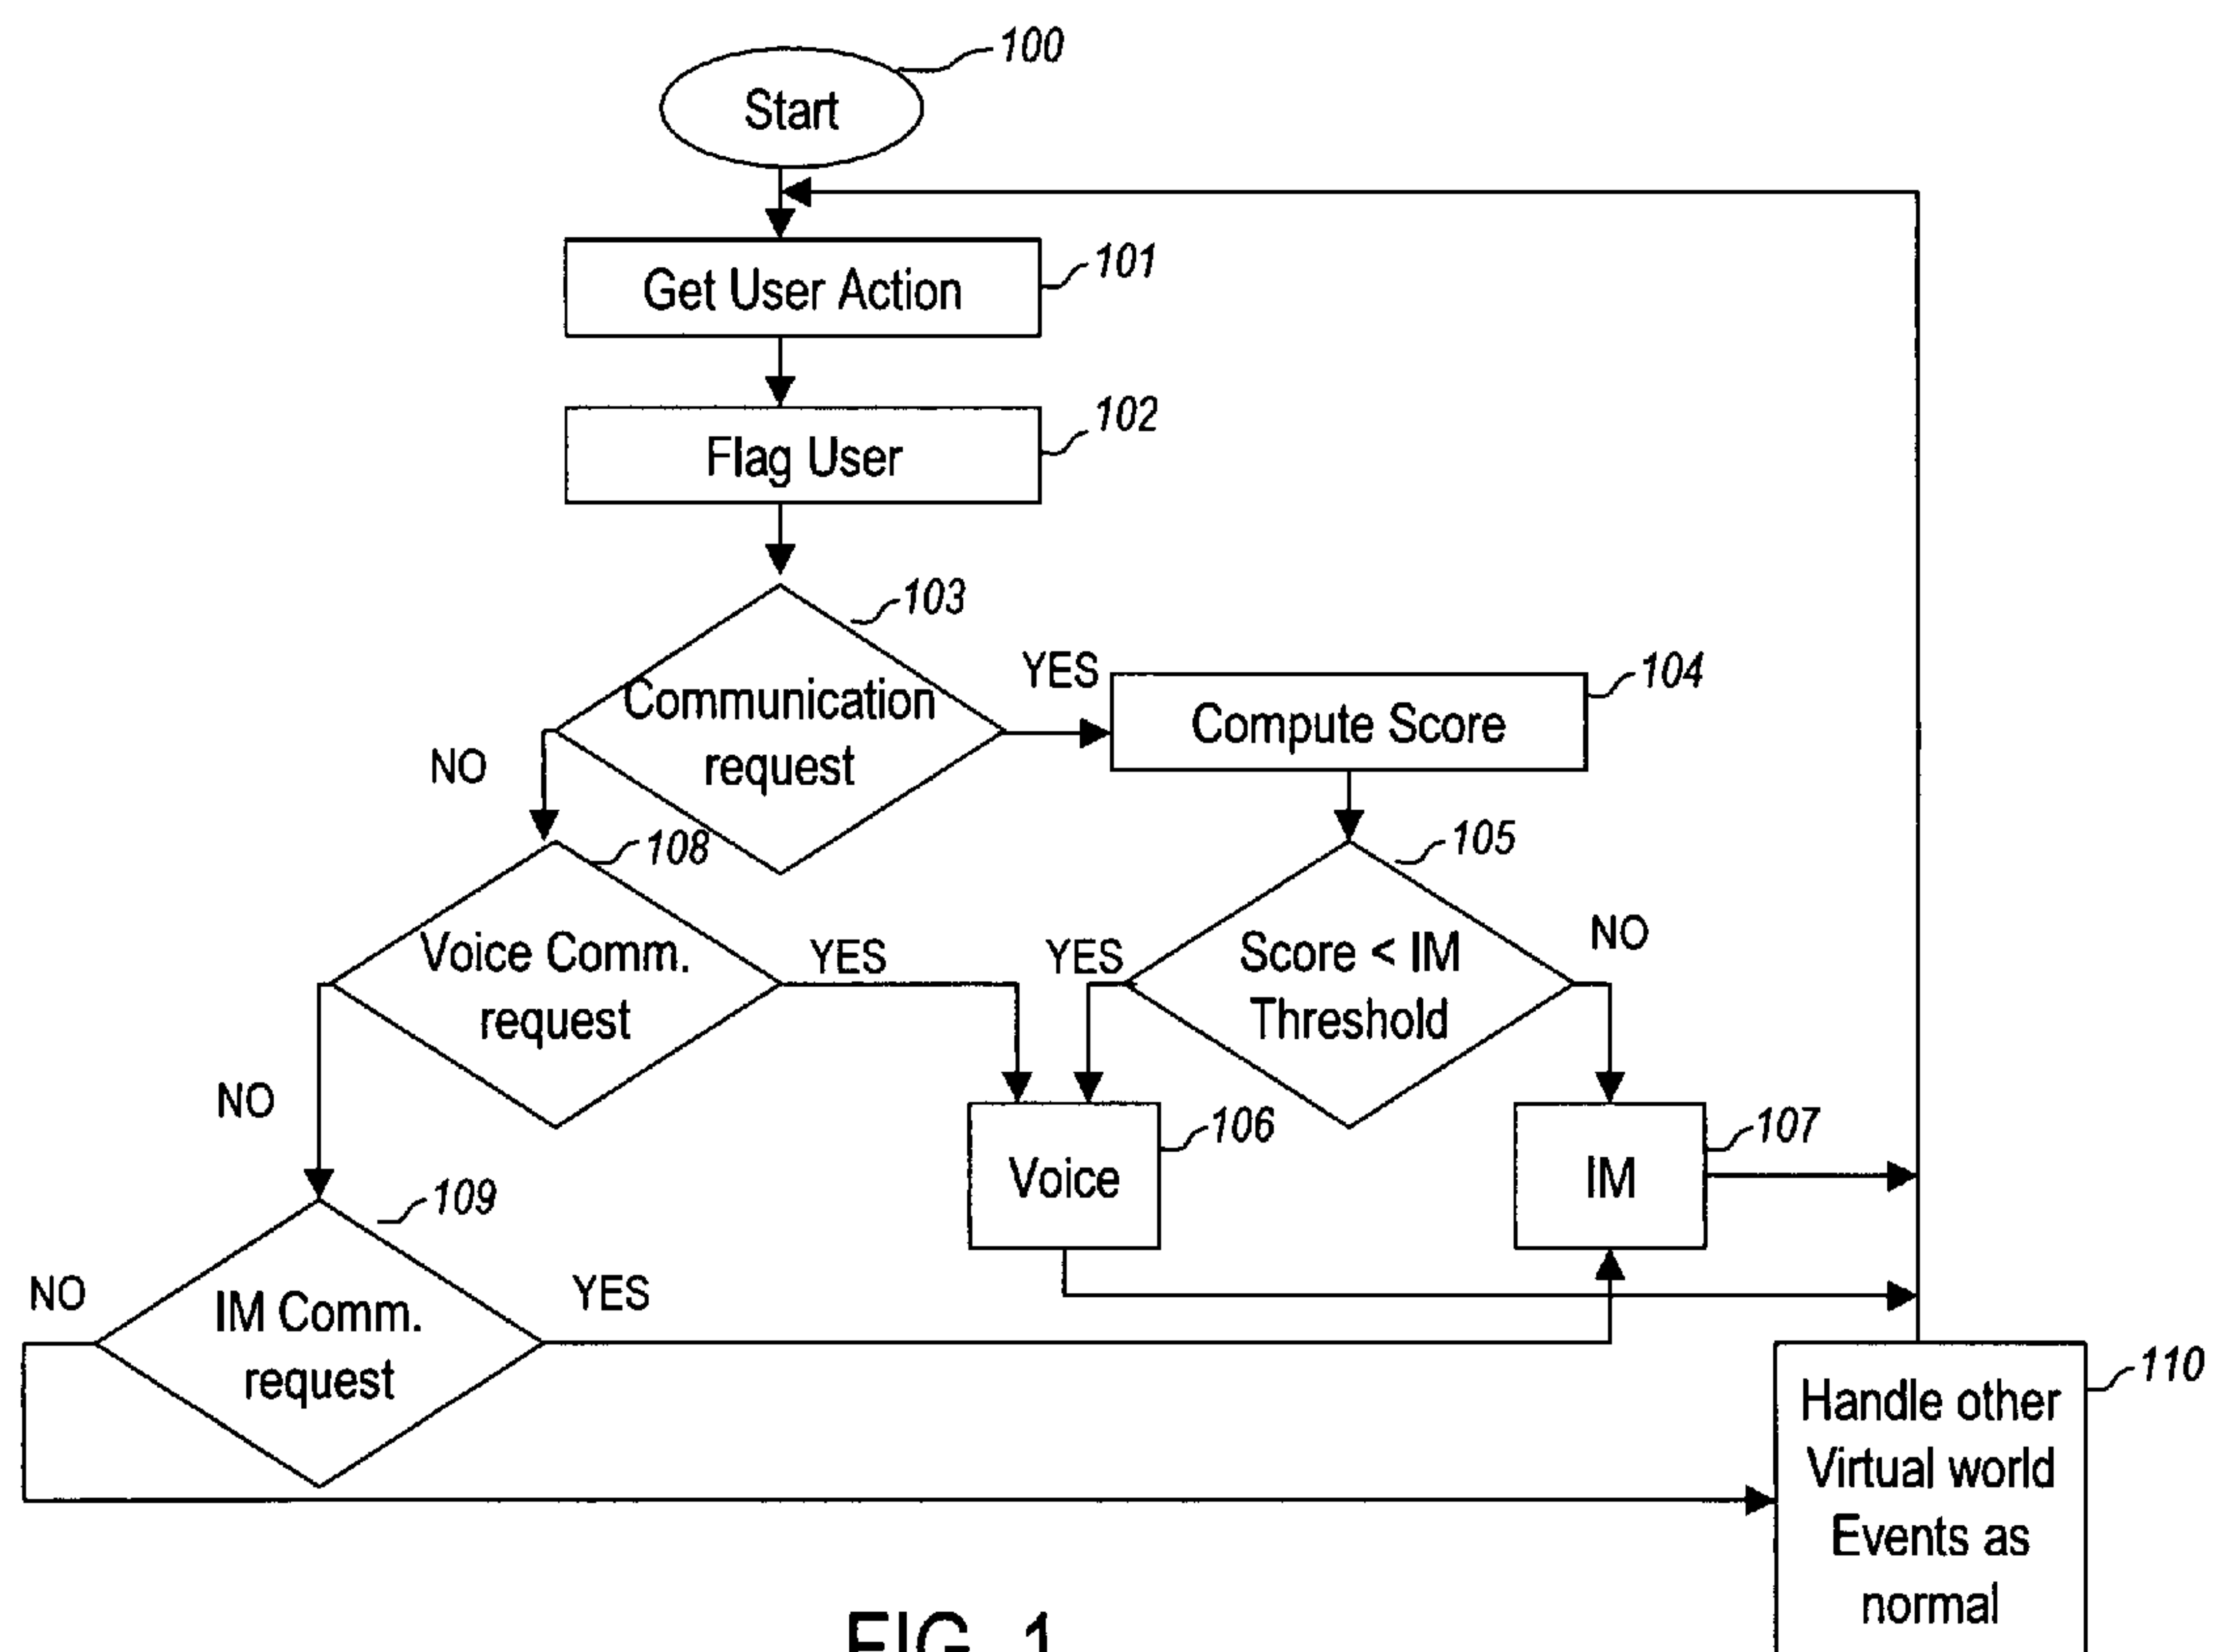 100
Start
101
Get User Action
102
Flag User
103
Communication
request
YES
NO
104
Compute Score
108
Voice Comm.
request
YES
NO
105
Score < IM
Threshold
YES
NO
106
Voice
107
IM
109
IM Comm.
request
NO
YES
110
Handle other
Virtual world
Events as
normal
FIG. 1